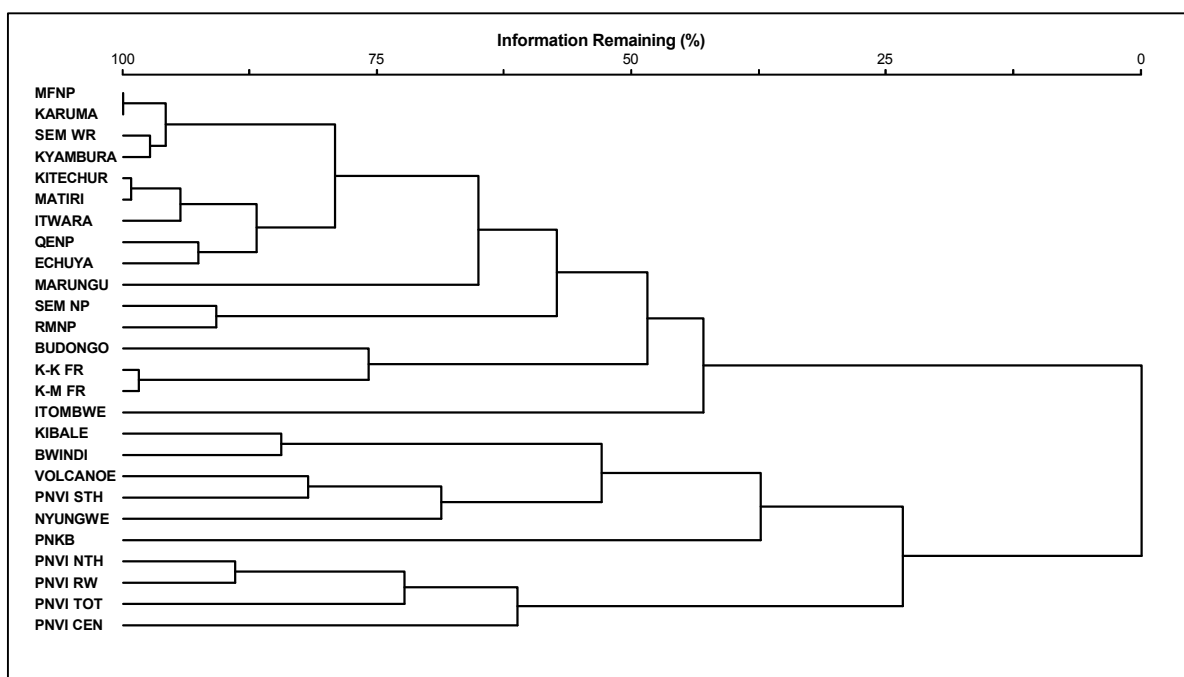 Information Remaining (%)
100 75 50 25 0
MFNP
KARUMA
SEM WR
KYAMBURA
KITECHUR
MATIRI
ITWARA
QENP
ECHUYA
MARUNGU
SEM NP
RMNP
BUDONGO
K-K FR
K-M FR
ITOMBWE
KIBALE
BWINDI
VOLCANOE
PNVI STH
NYUNGWE
PNKB
PNVI NTH
PNVI RW
PNVI TOT
PNVI CEN